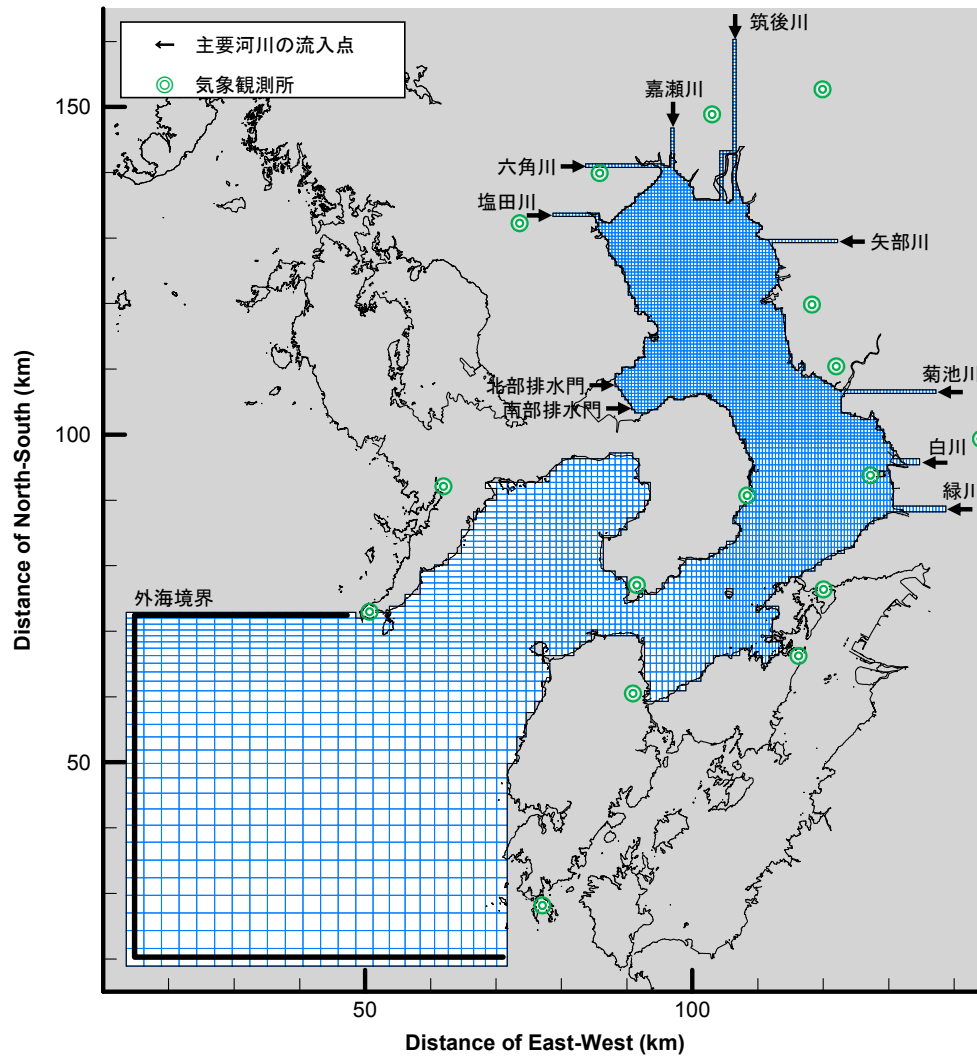 主要河川の流入点
気象観測所
筑後川
嘉瀬川
六角川
塩田川
矢部川
北部排水門
南部排水門
菊池川
白川
緑川
外海境界
150
100
50
Distance of North-South (km)
50
100
Distance of East-West (km)